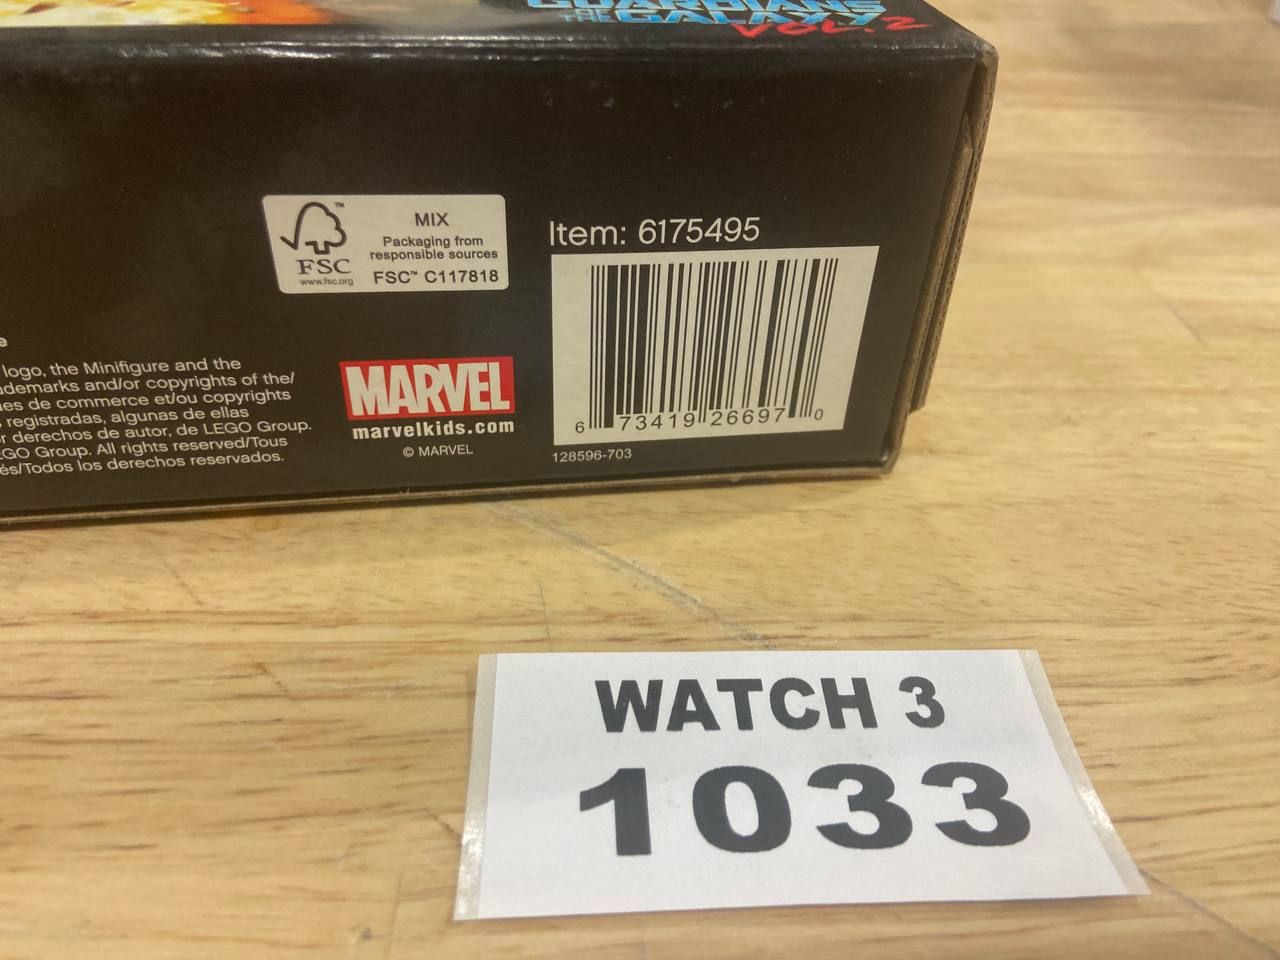 GUARDIANS
OF THE GALAXY
VOL. 2
MIX
Packaging from
responsible sources
FSC™ C117818
FSC
www.fsc.org
Item: 6175495
6 73419 26697 0
128596-703
MARVEL
marvelkids.com
© MARVEL
logo, the Minifigure and the
demarks and/or copyrights of the/
es de commerce et/ou copyrights
registradas, algunas de ellas
r derechos de autor, de LEGO Group.
GO Group. All rights reserved/Tous
és/Todos los derechos reservados.
WATCH 3
1033